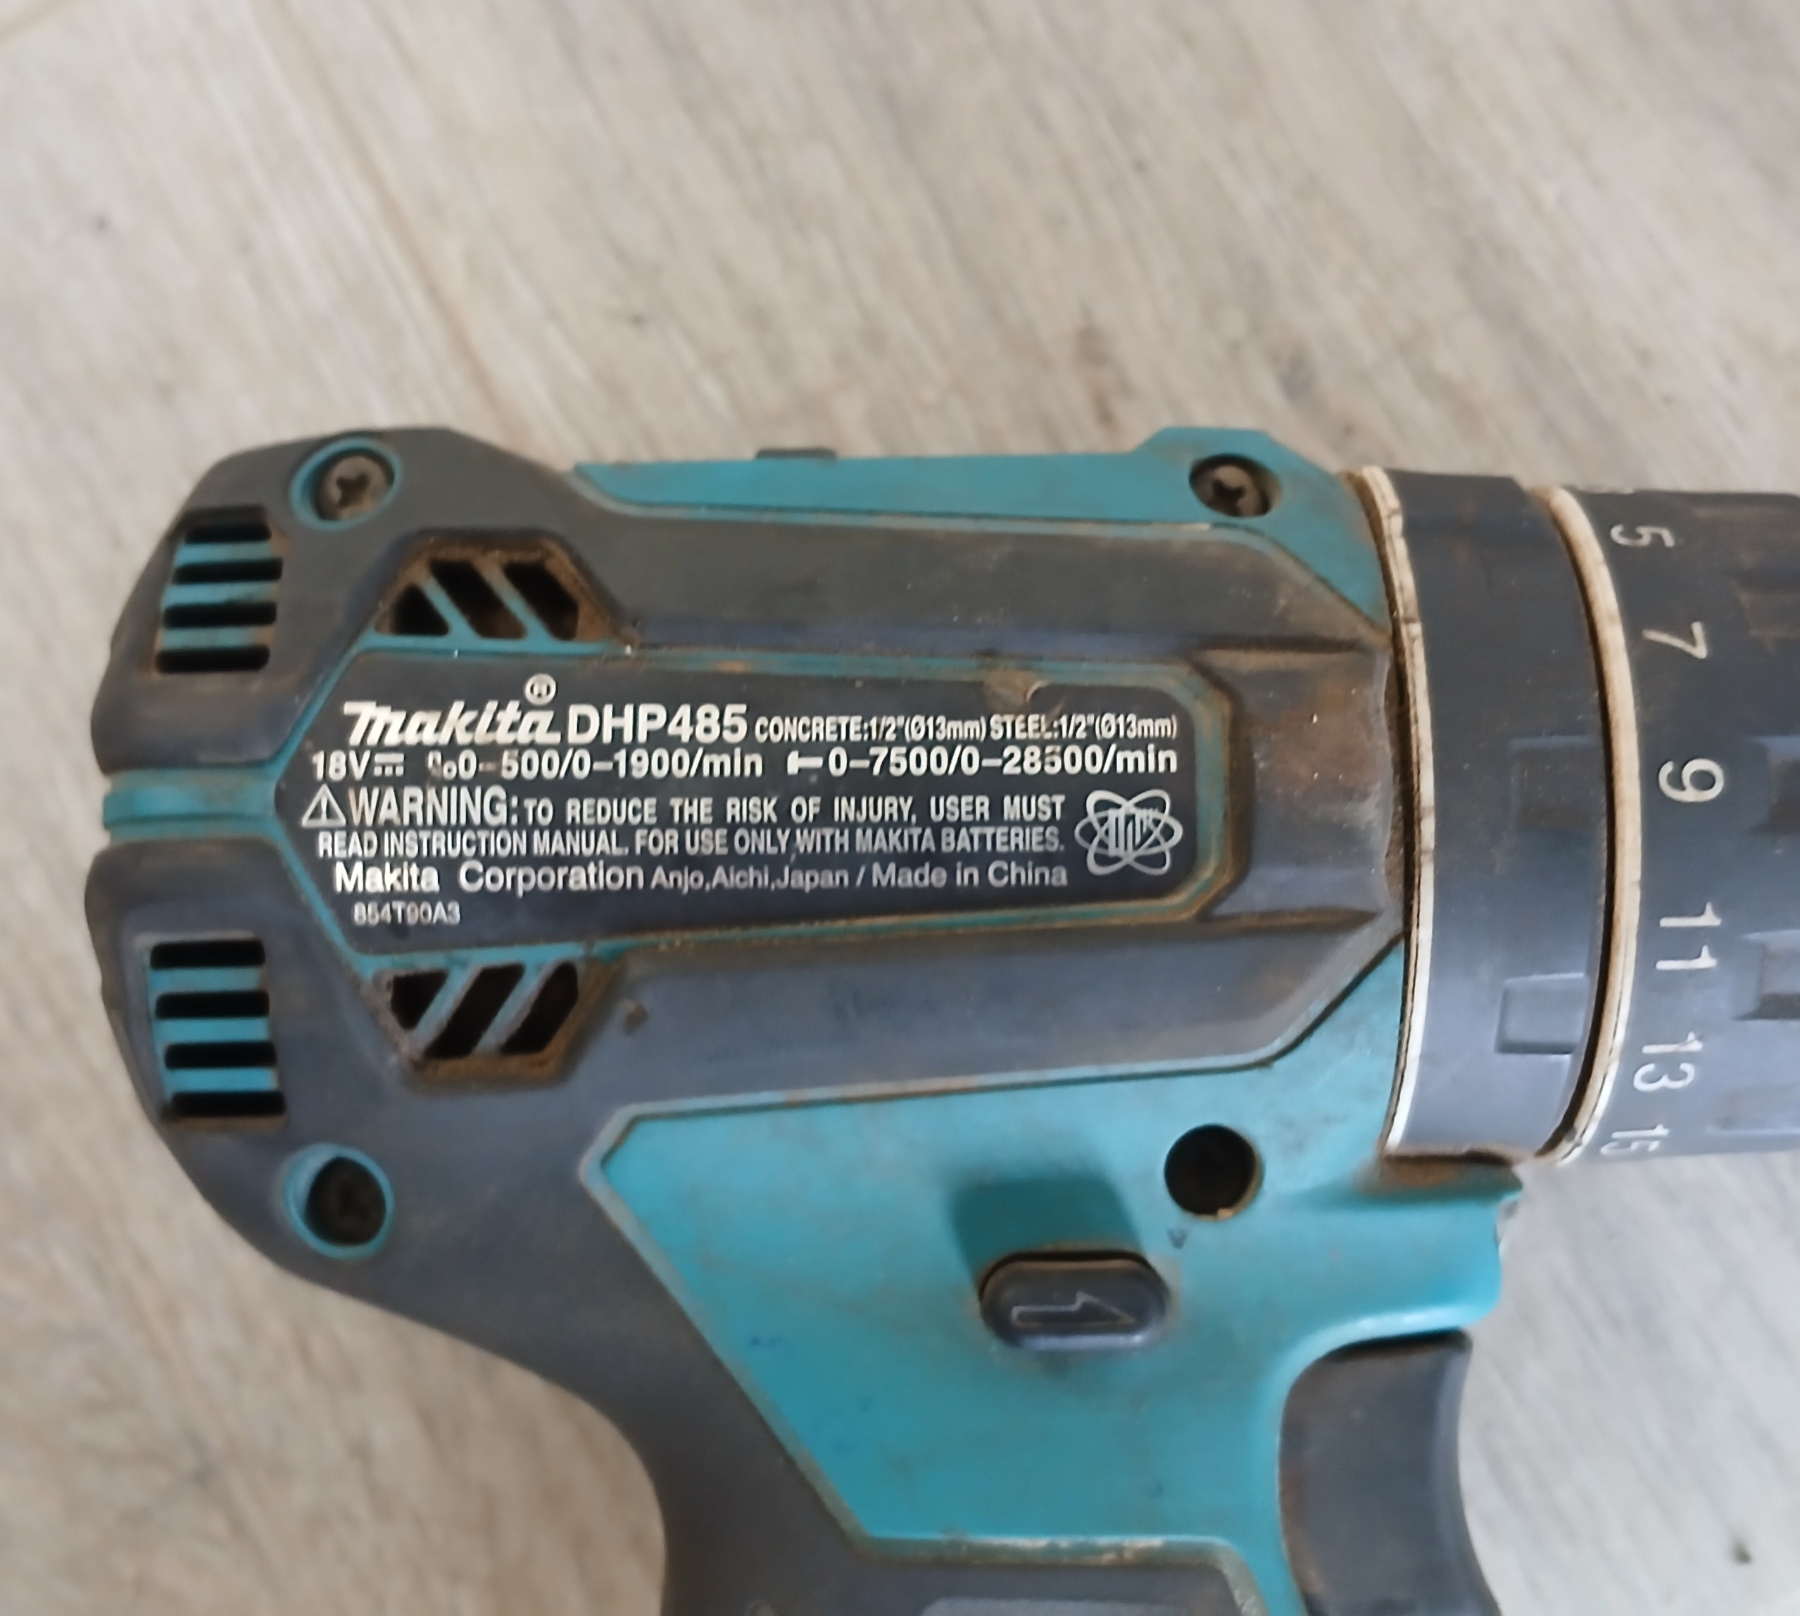 makita® DHP485 CONCRETE:1/2"(Ø13mm) STEEL:1/2"(Ø13mm)
18V⎓ n₀0-500/0-1900/min 0-7500/0-28500/min
⚠WARNING: TO REDUCE THE RISK OF INJURY, USER MUST
READ INSTRUCTION MANUAL. FOR USE ONLY WITH MAKITA BATTERIES.
Makita Corporation Anjo,Aichi,Japan / Made in China
854T90A3
5
7
9
11
13
15